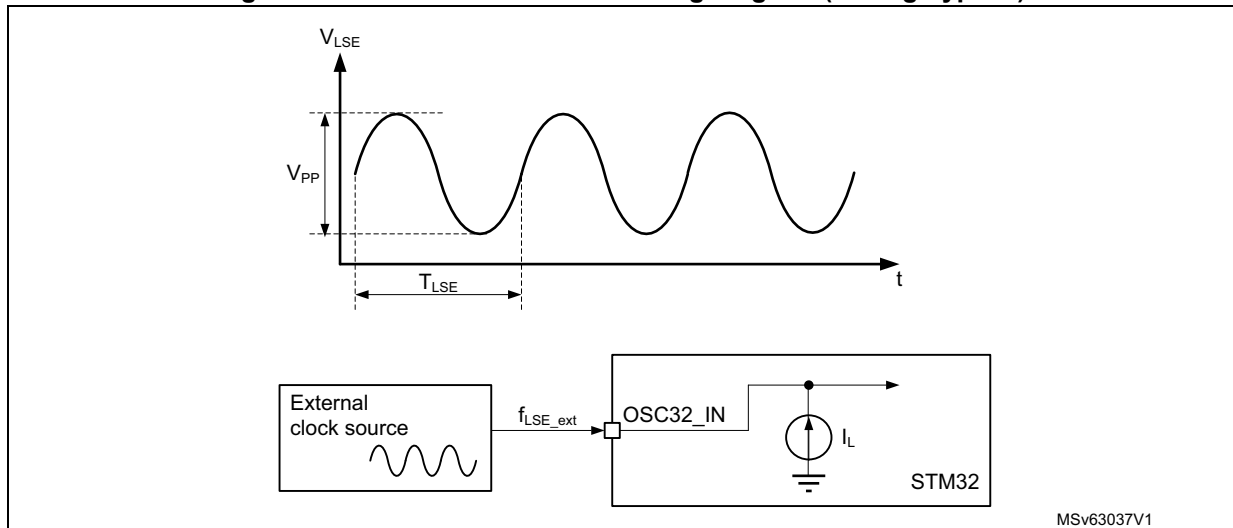 V_LSE
V_PP
T_LSE
t
External
clock source
f_LSE_ext
OSC32_IN
I_L
STM32
MSv63037V1